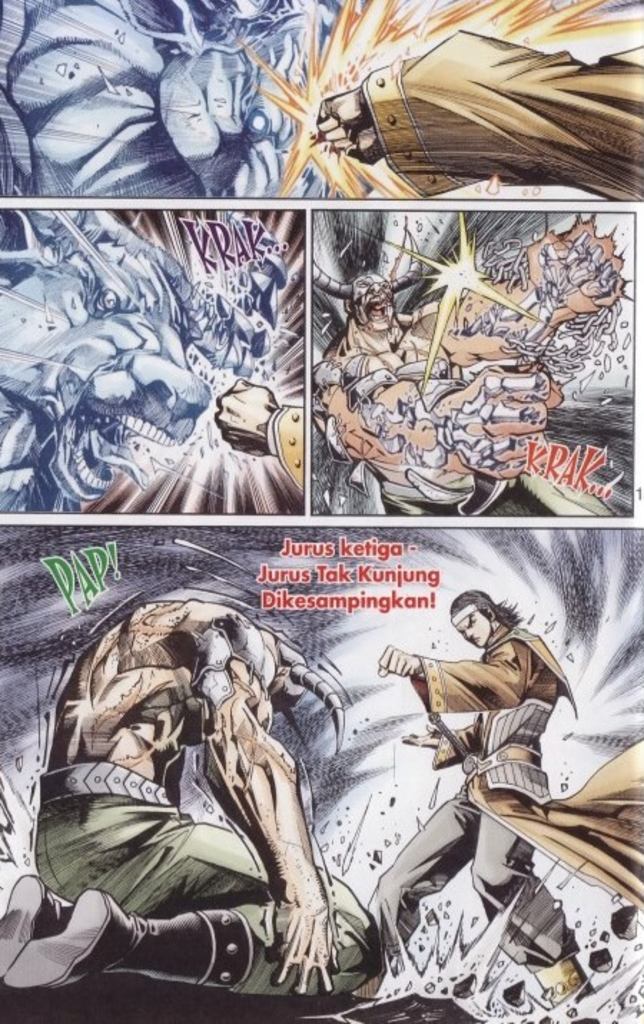 KRAK...
KRAK...
PAP!
Jurus ketiga -
Jurus Tak Kunjung
Dikesampingkan!